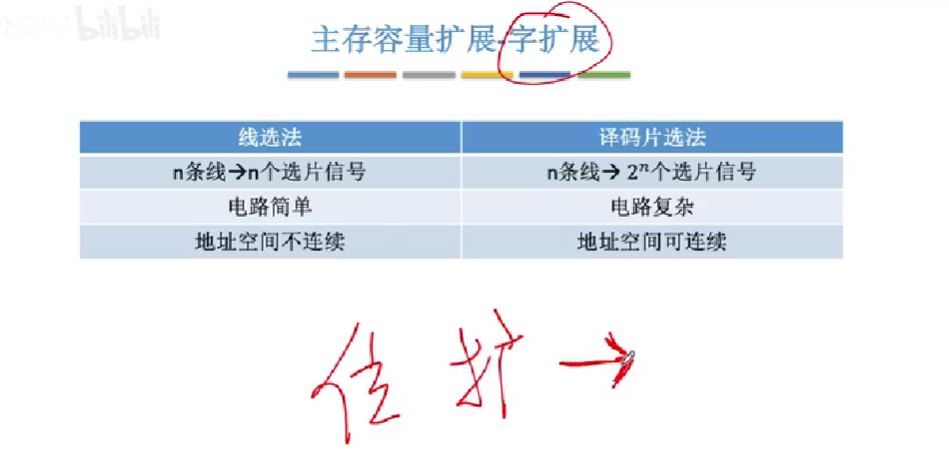 bilibili
主存容量扩展-字扩展
线选法 译码片选法
n条线→n个选片信号 n条线→ 2ⁿ个选片信号
电路简单 电路复杂
地址空间不连续 地址空间可连续
位扩→